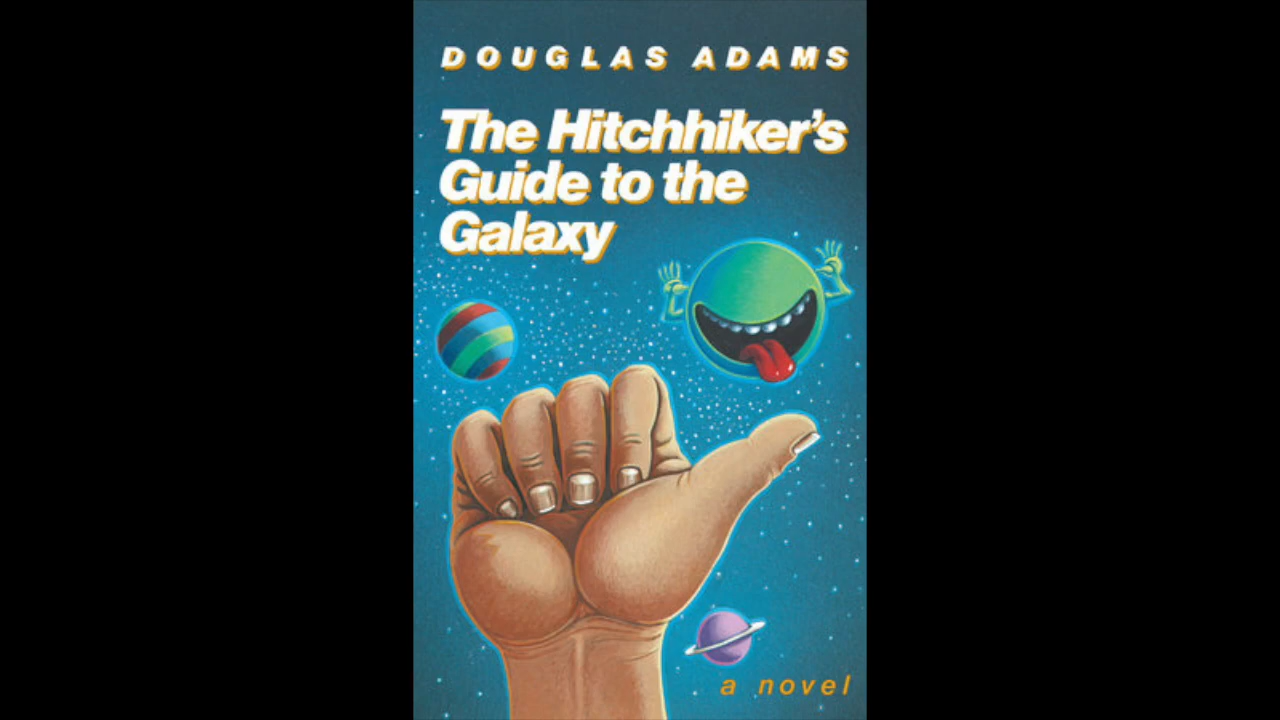 DOUGLAS ADAMS
The Hitchhiker's
Guide to the
Galaxy
a novel